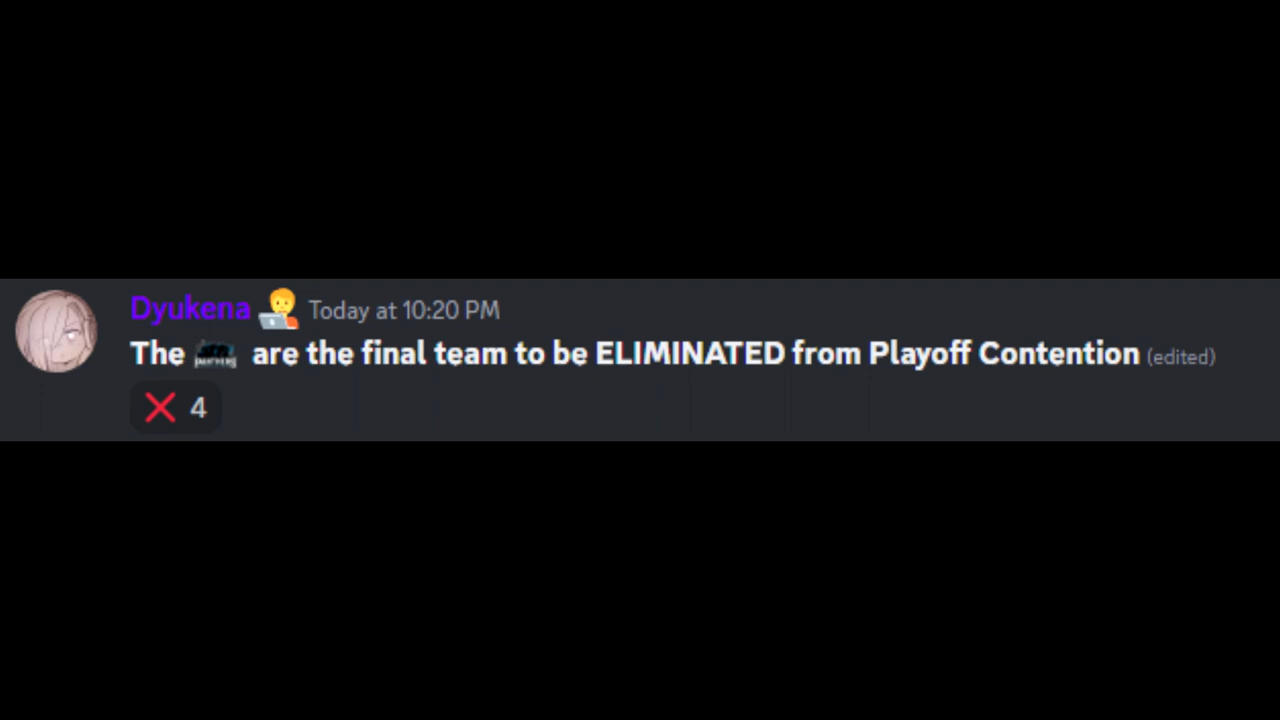 Dyukena Today at 10:20 PM
The are the final team to be ELIMINATED from Playoff Contention (edited)
4